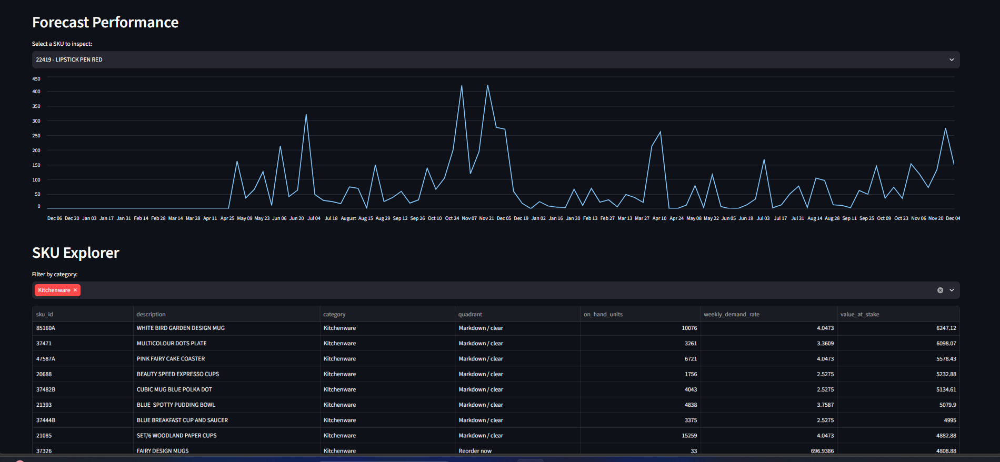 Forecast Performance
Select a SKU to inspect:
22419 - LIPSTICK PEN RED
450
400
350
300
250
200
150
100
50
0
Dec 06 Dec 20 Jan 03 Jan 17 Jan 31 Feb 14 Feb 28 Mar 14 Mar 28 Apr 11 Apr 25 May 09 May 23 Jun 06 Jun 20 Jul 04 Jul 18 August Aug 15 Aug 29 Sep 12 Sep 26 Oct 10 Oct 24 Nov 07 Nov 21 Dec 05 Dec 19 Jan 02 Jan 16 Jan 30 Feb 13 Feb 27 Mar 13 Mar 27 Apr 10 Apr 24 May 08 May 22 Jun 05 Jun 19 Jul 03 Jul 17 Jul 31 Aug 14 Aug 28 Sep 11 Sep 25 Oct 09 Oct 23 Nov 06 Nov 20 Dec 04
SKU Explorer
Filter by category:
Kitchenware ×
sku_id description category quadrant on_hand_units weekly_demand_rate value_at_stake
85160A WHITE BIRD GARDEN DESIGN MUG Kitchenware Markdown / clear 10076 4.0473 6247.12
37471 MULTICOLOUR DOTS PLATE Kitchenware Markdown / clear 3261 3.3609 6098.07
47587A PINK FAIRY CAKE COASTER Kitchenware Markdown / clear 6721 4.0473 5578.43
20688 BEAUTY SPEED EXPRESSO CUPS Kitchenware Markdown / clear 1756 2.5275 5232.88
37482B CUBIC MUG BLUE POLKA DOT Kitchenware Markdown / clear 4043 2.5275 5134.61
21393 BLUE  SPOTTY PUDDING BOWL Kitchenware Markdown / clear 4838 3.7587 5079.9
37444B BLUE BREAKFAST CUP AND SAUCER Kitchenware Markdown / clear 3375 2.5275 4995
21085 SET/6 WOODLAND PAPER CUPS Kitchenware Markdown / clear 15259 4.0473 4882.88
37326 FAIRY DESIGN MUGS Kitchenware Reorder now 33 696.9386 4808.88